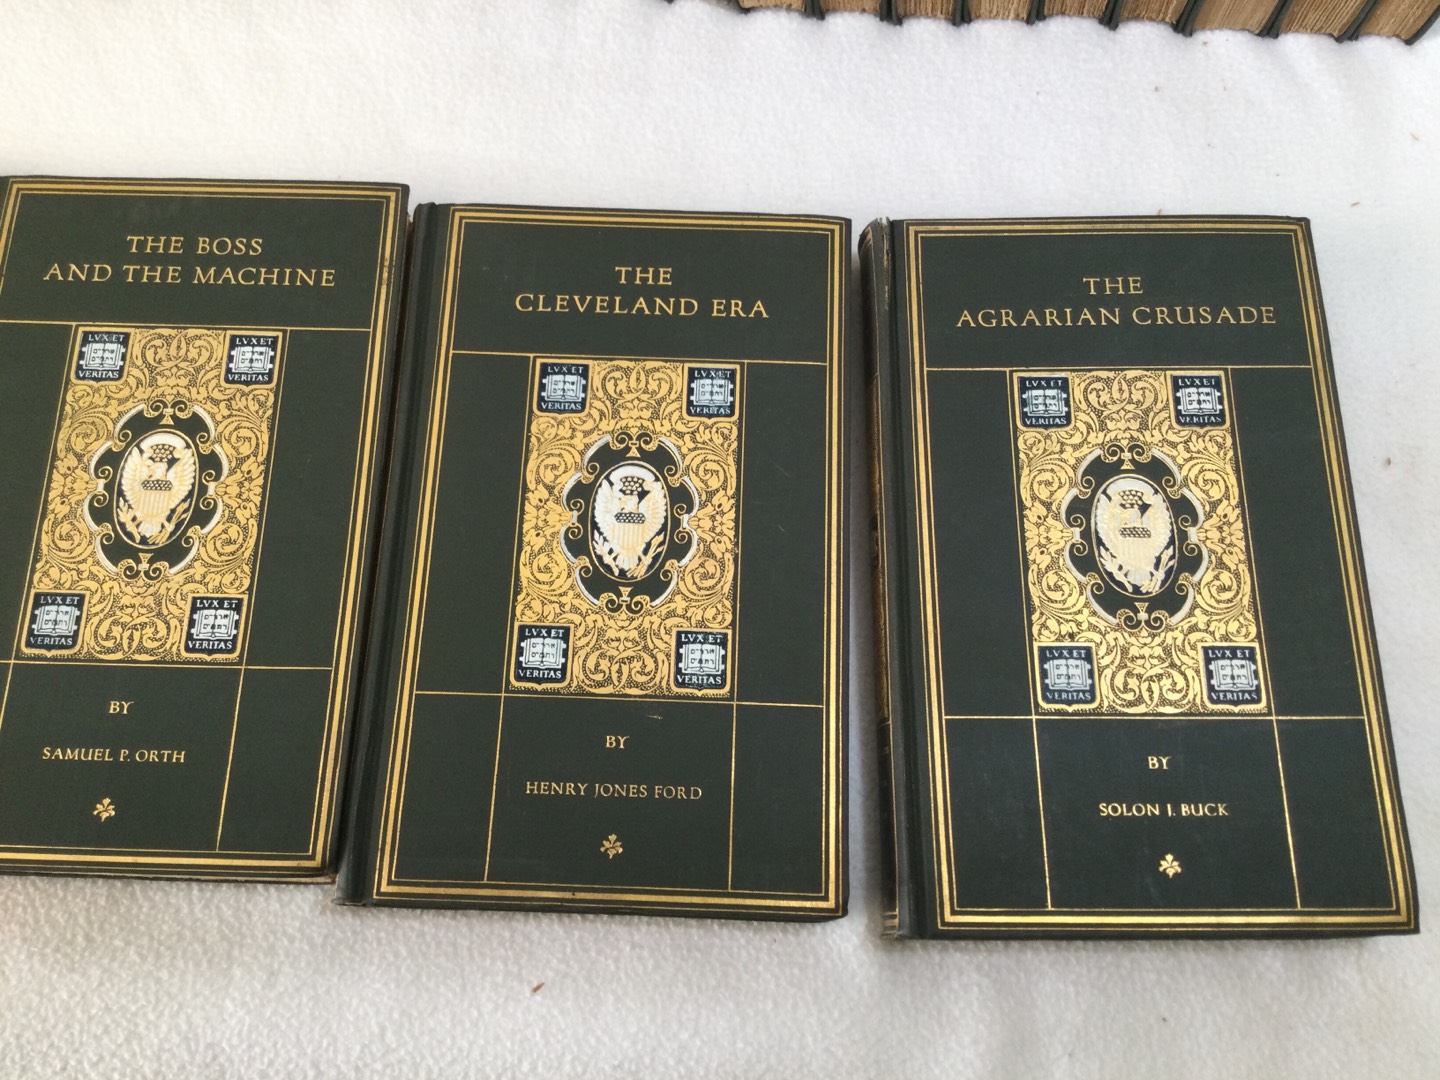 THE BOSS
AND THE MACHINE
LVX ET
VERITAS
LVX ET
VERITAS
LVX ET
VERITAS
LVX ET
VERITAS
BY
SAMUEL P. ORTH
THE
CLEVELAND ERA
LVX ET
VERITAS
LVX ET
VERITAS
LVX ET
VERITAS
LVX ET
VERITAS
BY
HENRY JONES FORD
THE
AGRARIAN CRUSADE
LVX ET
VERITAS
LVX ET
VERITAS
LVX ET
VERITAS
LVX ET
VERITAS
BY
SOLON J. BUCK